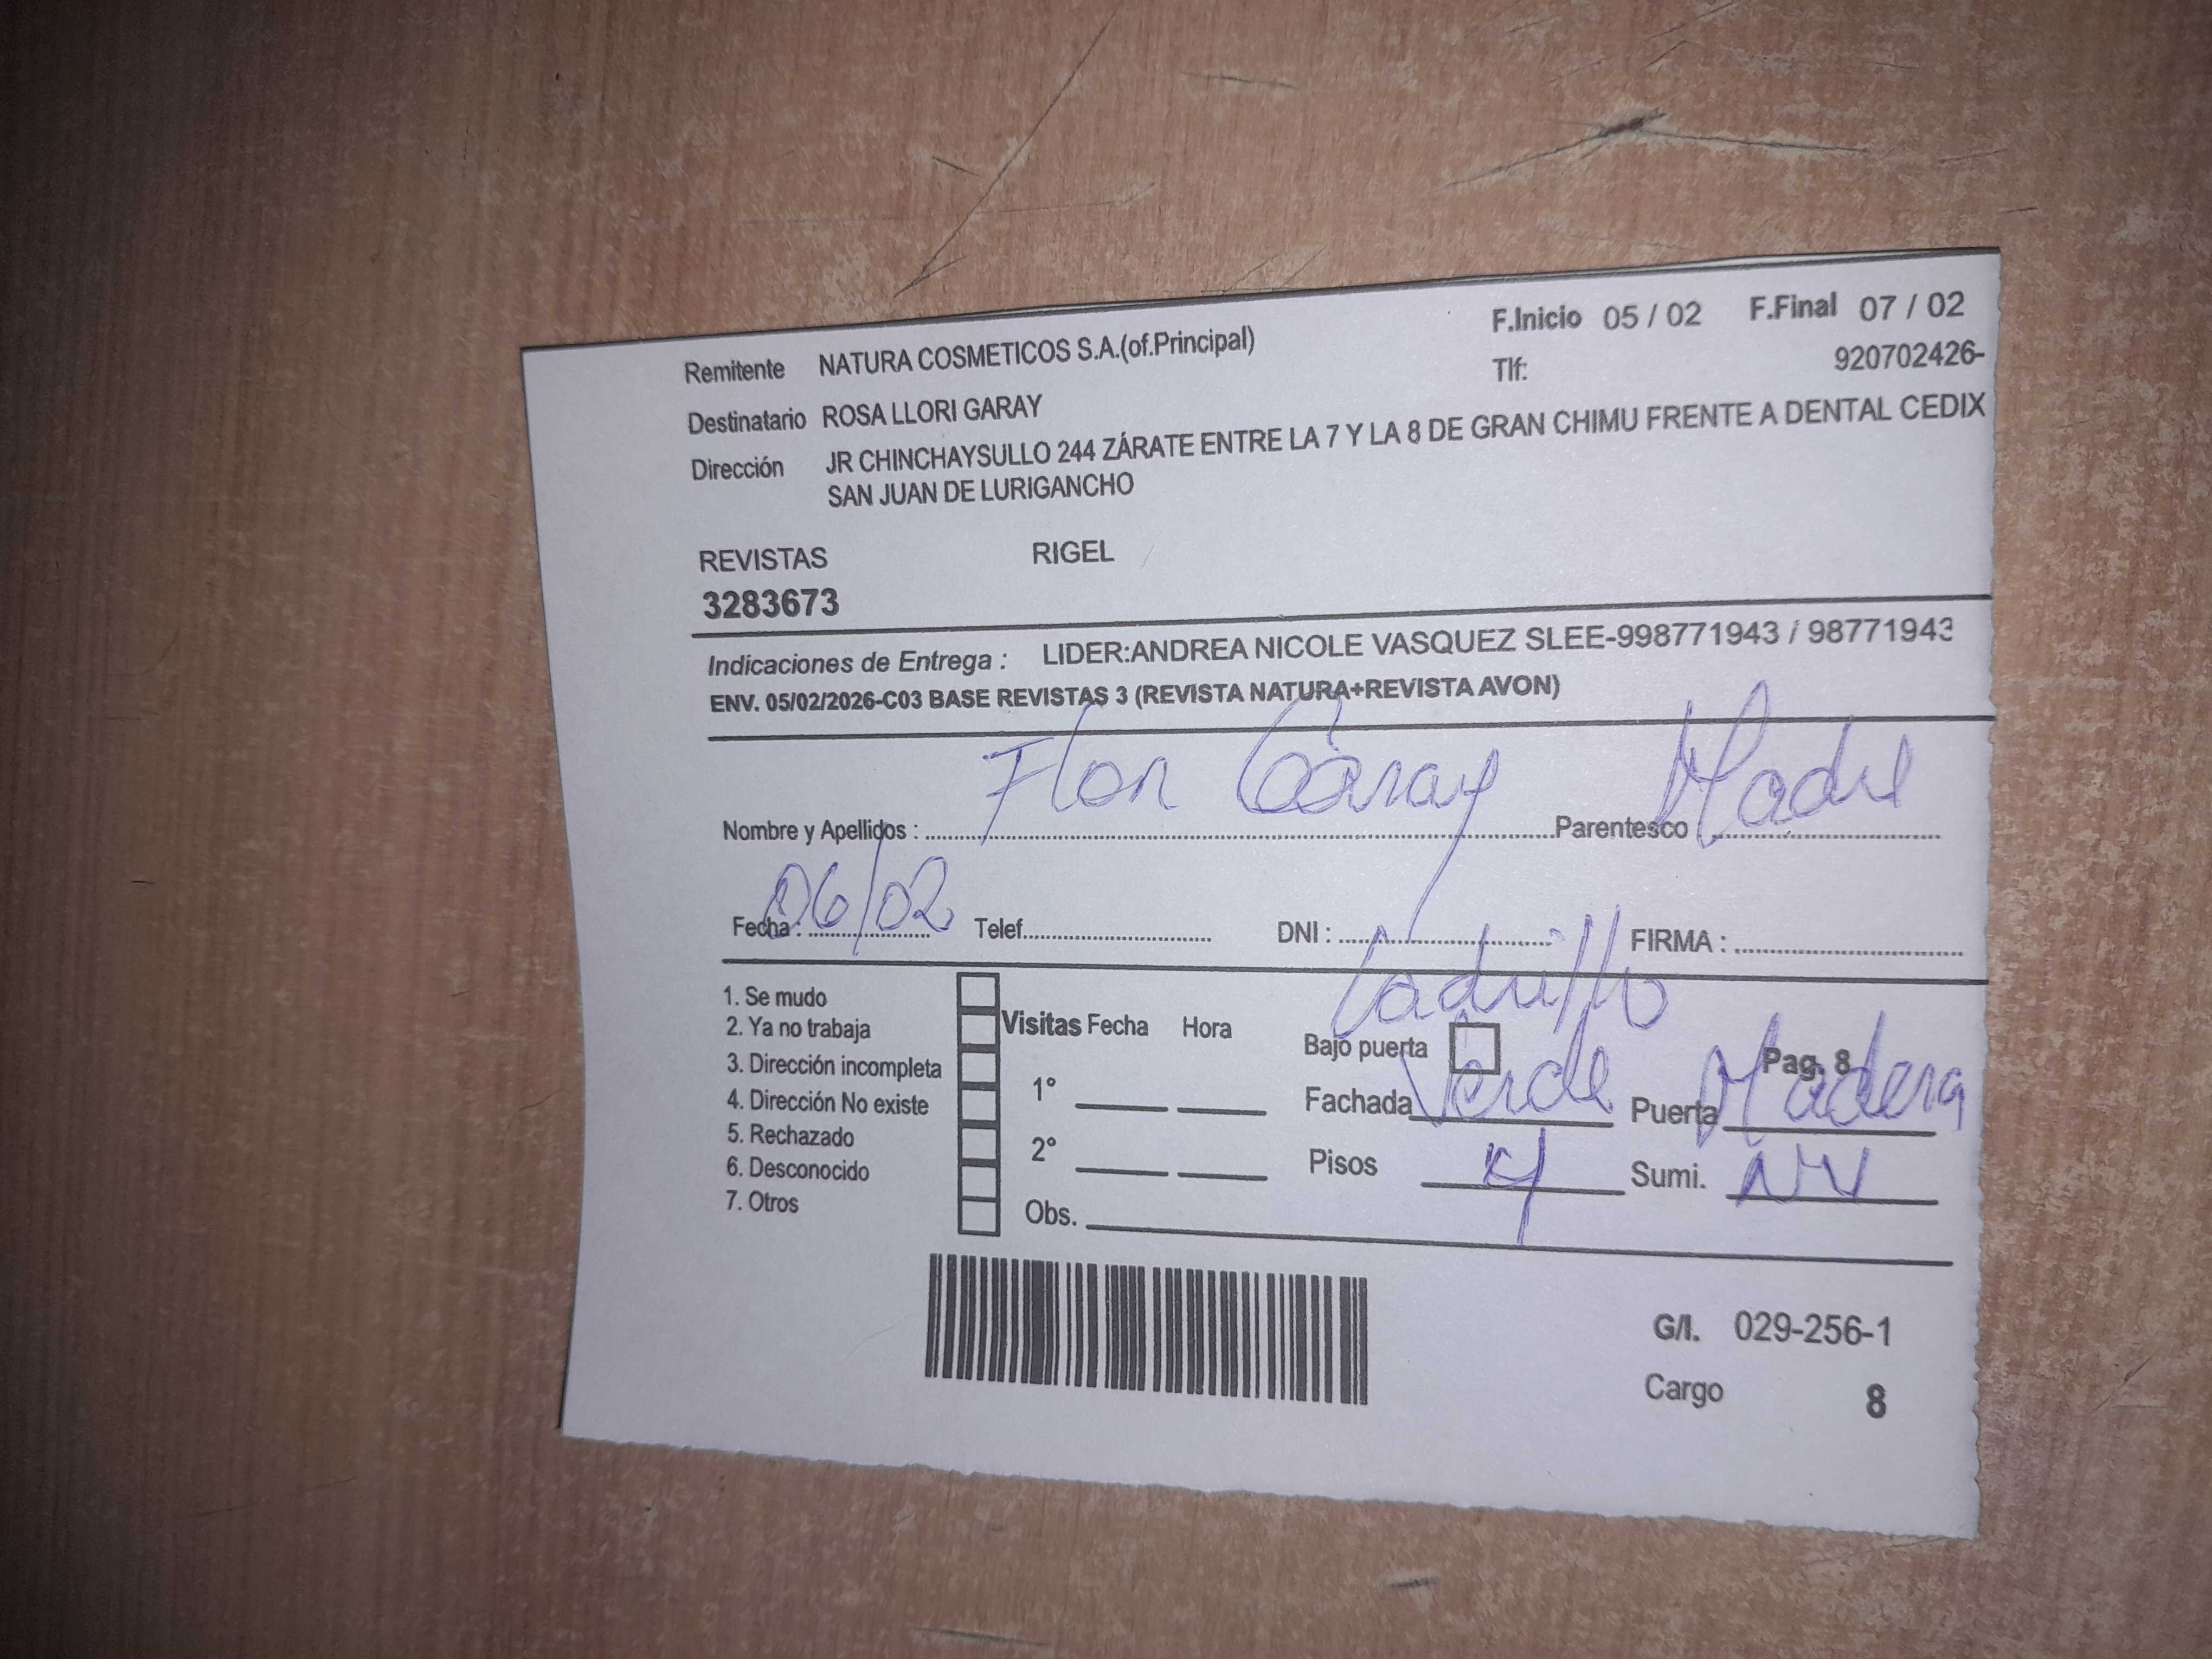 F.Inicio 05 / 02 F.Final 07 / 02
Remitente NATURA COSMETICOS S.A.(of.Principal)
Tlf: 920702426-
Destinatario ROSA LLORI GARAY
Dirección JR CHINCHAYSULLO 244 ZÁRATE ENTRE LA 7 Y LA 8 DE GRAN CHIMU FRENTE A DENTAL CEDIX
SAN JUAN DE LURIGANCHO
REVISTAS RIGEL
3283673
Indicaciones de Entrega : LIDER:ANDREA NICOLE VASQUEZ SLEE-998771943 / 98771943
ENV. 05/02/2026-C03 BASE REVISTAS 3 (REVISTA NATURA+REVISTA AVON)
Nombre y Apellidos : Flor Garay Parentesco Madre
Fecha : 06/02 Telef. DNI : FIRMA :
1. Se mudo
2. Ya no trabaja
3. Dirección incompleta
4. Dirección No existe
5. Rechazado
6. Desconocido
7. Otros
Visitas Fecha Hora
1°
2°
Obs.
Ladrillo
Bajo puerta Pag. 8
Fachada Verde Puerta Madera
Pisos 4 Sumi. NV
G/I. 029-256-1
Cargo 8